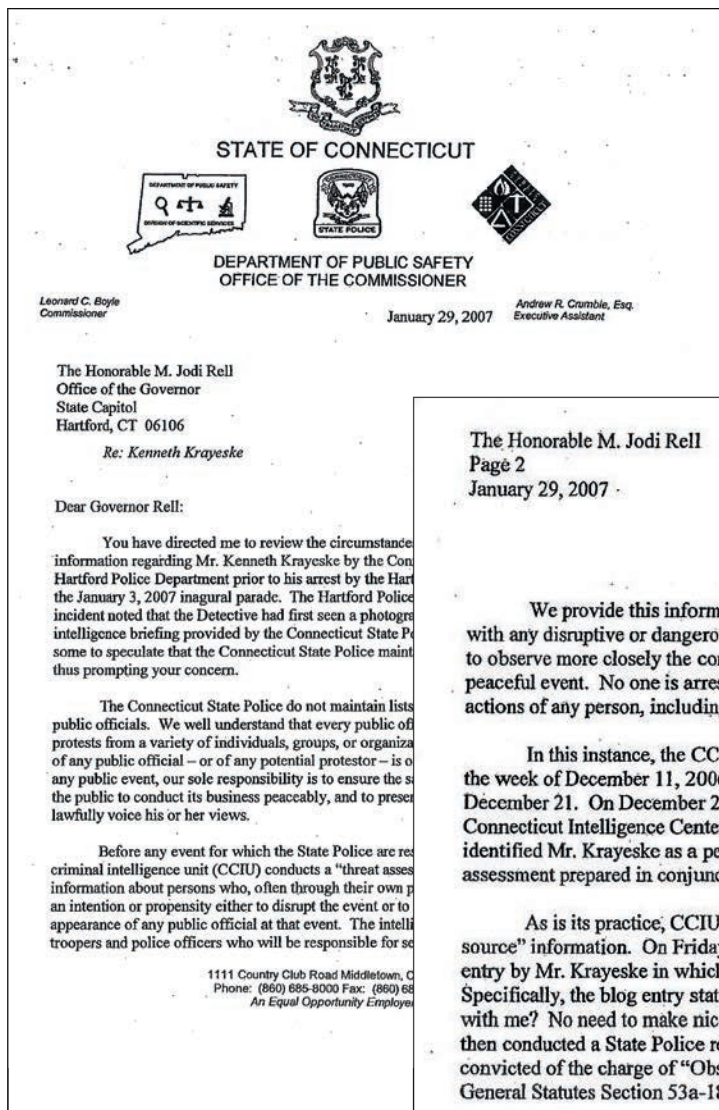 STATE OF CONNECTICUT
DEPARTMENT OF PUBLIC SAFETY
DIVISION OF SCIENTIFIC SERVICES
STATE POLICE
DEPARTMENT OF PUBLIC SAFETY
OFFICE OF THE COMMISSIONER
Leonard C. Boyle
Commissioner
Andrew R. Crumbie, Esq.
Executive Assistant
January 29, 2007
The Honorable M. Jodi Rell
Office of the Governor
State Capitol
Hartford, CT 06106
Re: Kenneth Krayeske
Dear Governor Rell:
You have directed me to review the circumstance
information regarding Mr. Kenneth Krayeske by the Con
Hartford Police Department prior to his arrest by the Har
the January 3, 2007 inagural parade. The Hartford Police
incident noted that the Detective had first seen a photogra
intelligence briefing provided by the Connecticut State Po
some to speculate that the Connecticut State Police maint
thus prompting your concern.
The Connecticut State Police do not maintain lists
public officials. We well understand that every public off
protests from a variety of individuals, groups, or organiza
of any public official – or of any potential protestor – is o
any public event, our sole responsibility is to ensure the sa
the public to conduct its business peaceably, and to preser
lawfully voice his or her views.
Before any event for which the State Police are res
criminal intelligence unit (CCIU) conducts a “threat asses
information about persons who, often through their own p
an intention or propensity either to disrupt the event or to
appearance of any public official at that event. The intelli
troopers and police officers who will be responsible for se
1111 Country Club Road Middletown, C
Phone: (860) 685-8000 Fax: (860) 68
An Equal Opportunity Employe
The Honorable M. Jodi Rell
Page 2
January 29, 2007
We provide this inform
with any disruptive or dangero
to observe more closely the co
peaceful event. No one is arres
actions of any person, including
In this instance, the CC
the week of December 11, 2006
December 21. On December 2
Connecticut Intelligence Cente
identified Mr. Krayeske as a pe
assessment prepared in conjunc
As is its practice, CCIU
source” information. On Friday
entry by Mr. Krayeske in which
Specifically, the blog entry stat
with me? No need to make nic
then conducted a State Police re
convicted of the charge of “Obs
General Statutes Section 53a-18